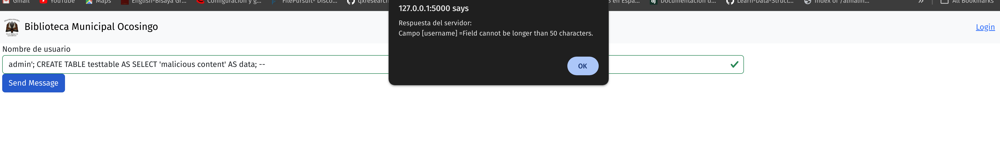 Gmail YouTube Maps English-Bisaya Gr... Configuración y g... FilePursuit- Disco... qxresearch en Espa... Documentación d... Learn-Data-Struct... Index of /almalin... » All Bookmarks
127.0.0.1:5000 says
Respuesta del servidor:
Campo [username] =Field cannot be longer than 50 characters.
OK
Biblioteca Municipal Ocosingo
Login
Nombre de usuario
admin'; CREATE TABLE testtable AS SELECT 'malicious content' AS data; --
Send Message